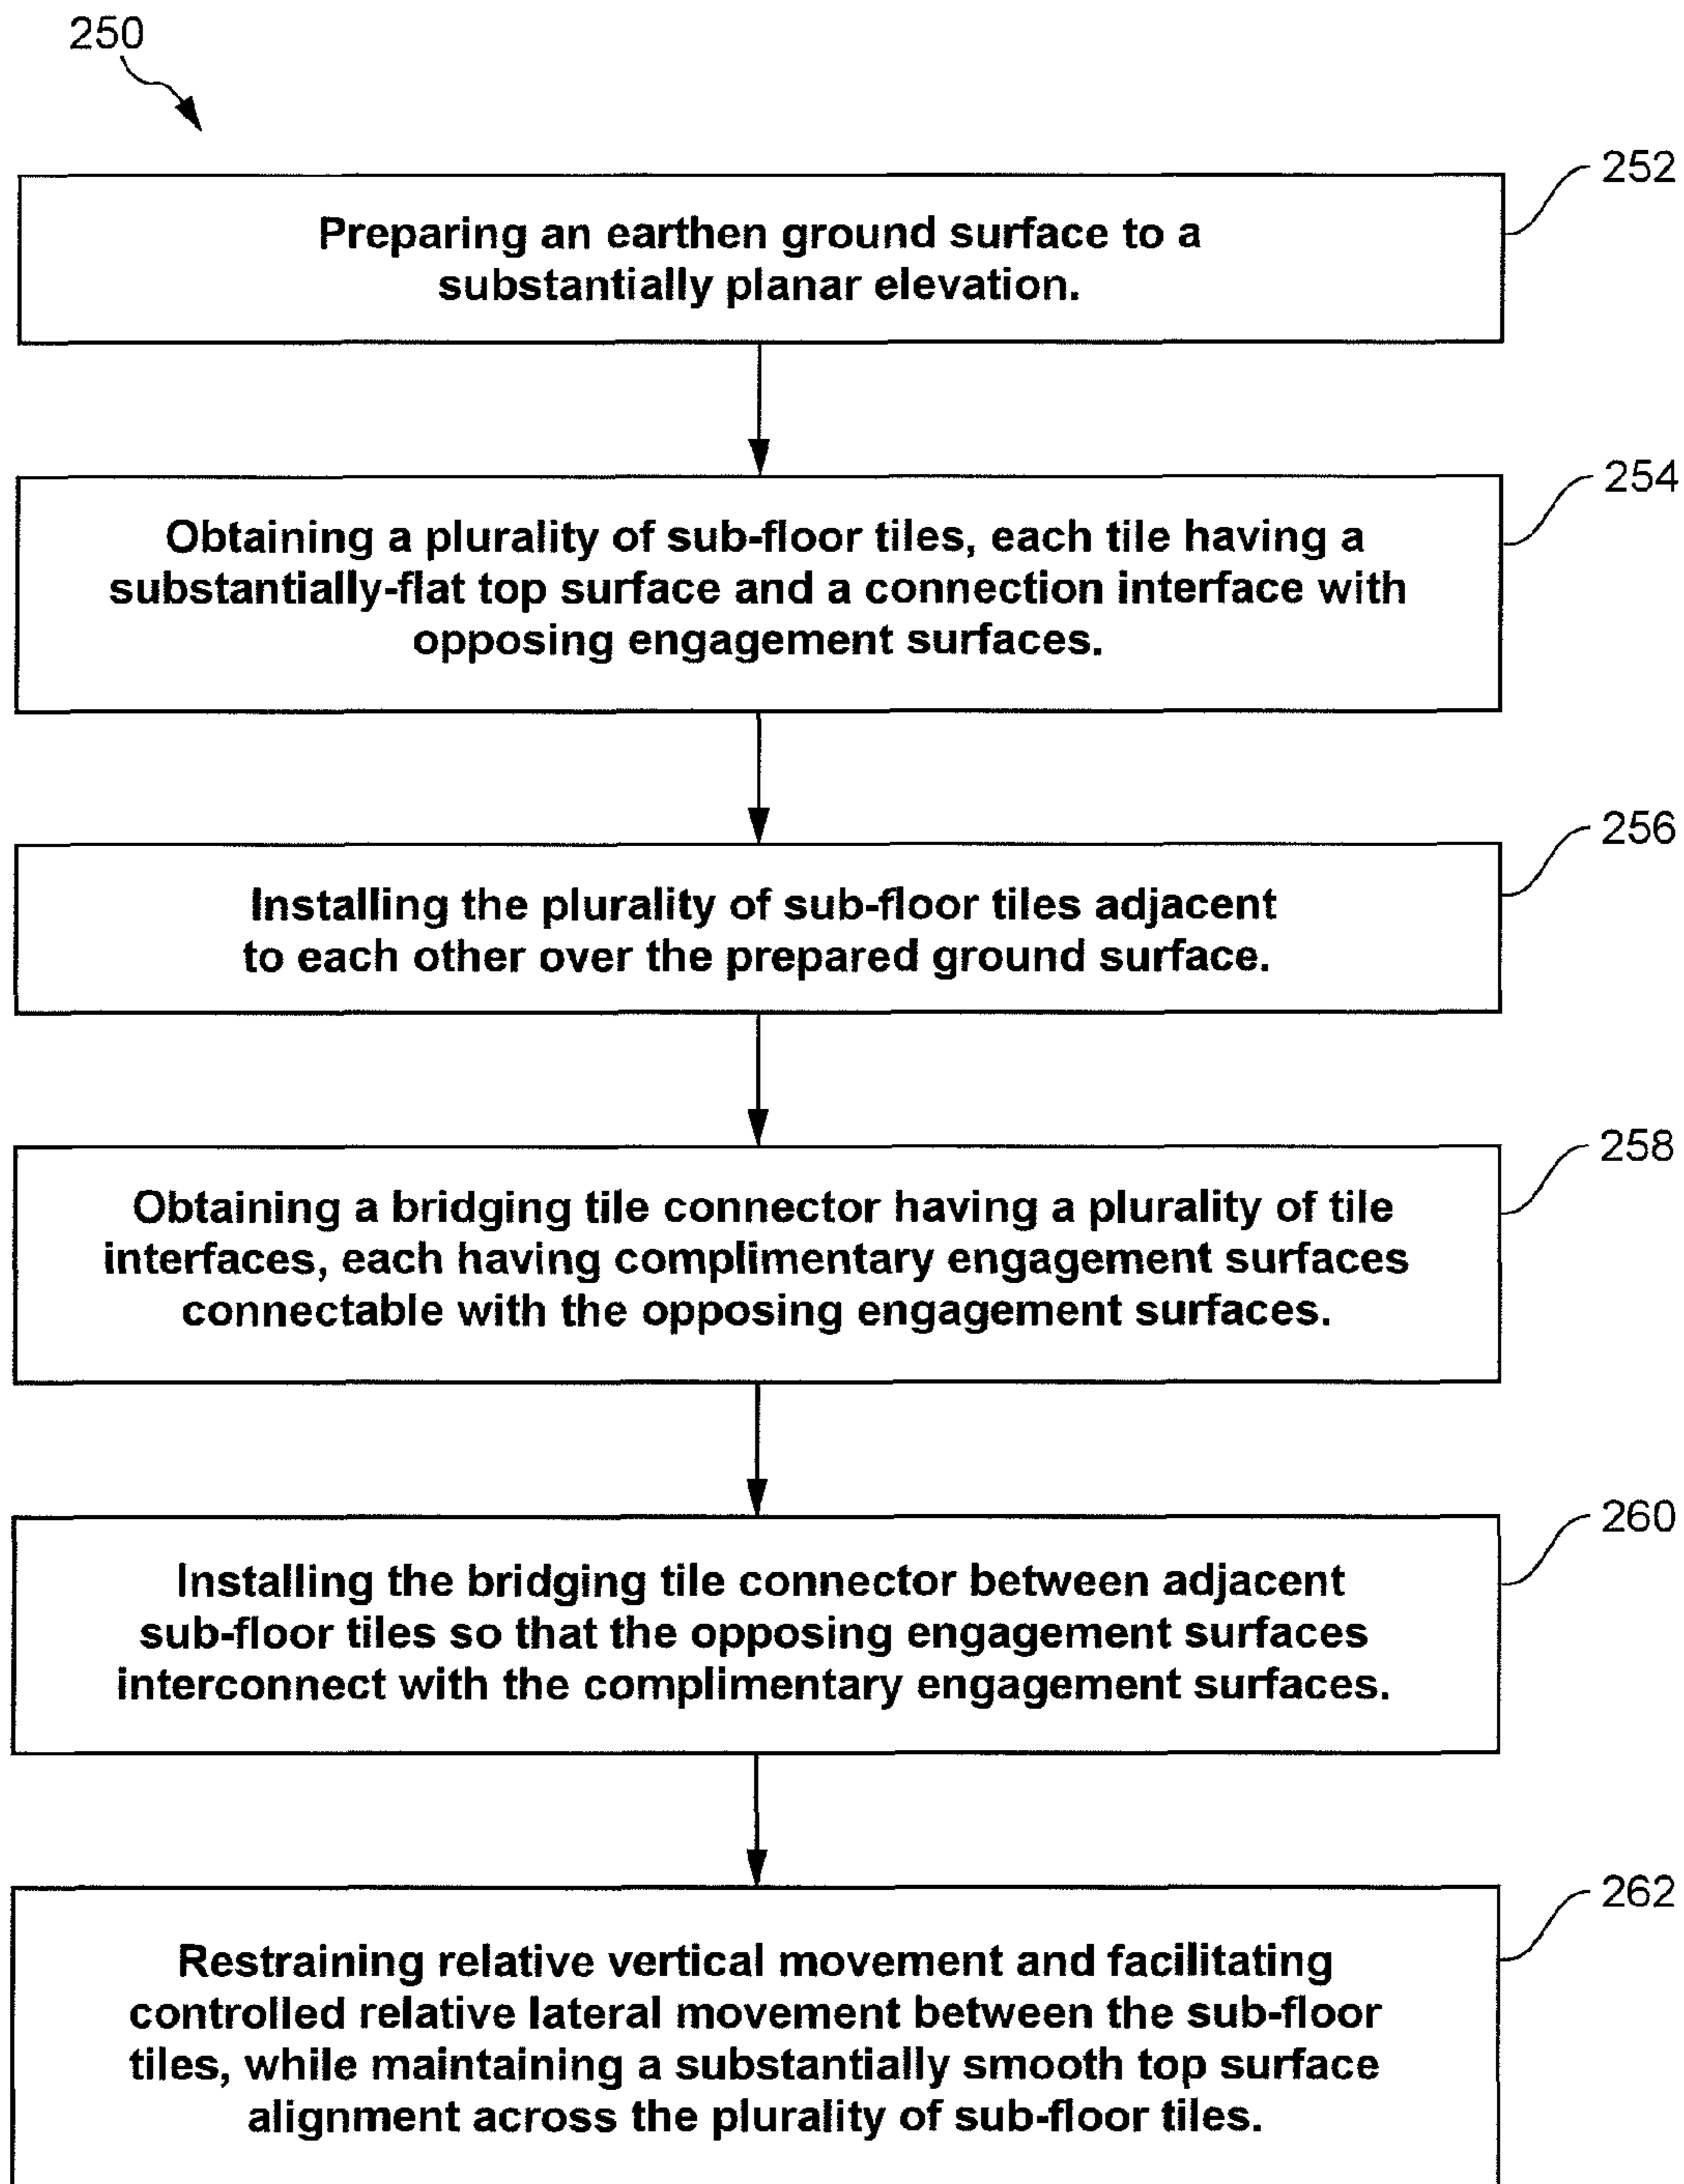 250
252
Preparing an earthen ground surface to a
substantially planar elevation.
254
Obtaining a plurality of sub-floor tiles, each tile having a
substantially-flat top surface and a connection interface with
opposing engagement surfaces.
256
Installing the plurality of sub-floor tiles adjacent
to each other over the prepared ground surface.
258
Obtaining a bridging tile connector having a plurality of tile
interfaces, each having complimentary engagement surfaces
connectable with the opposing engagement surfaces.
260
Installing the bridging tile connector between adjacent
sub-floor tiles so that the opposing engagement surfaces
interconnect with the complimentary engagement surfaces.
262
Restraining relative vertical movement and facilitating
controlled relative lateral movement between the sub-floor
tiles, while maintaining a substantially smooth top surface
alignment across the plurality of sub-floor tiles.